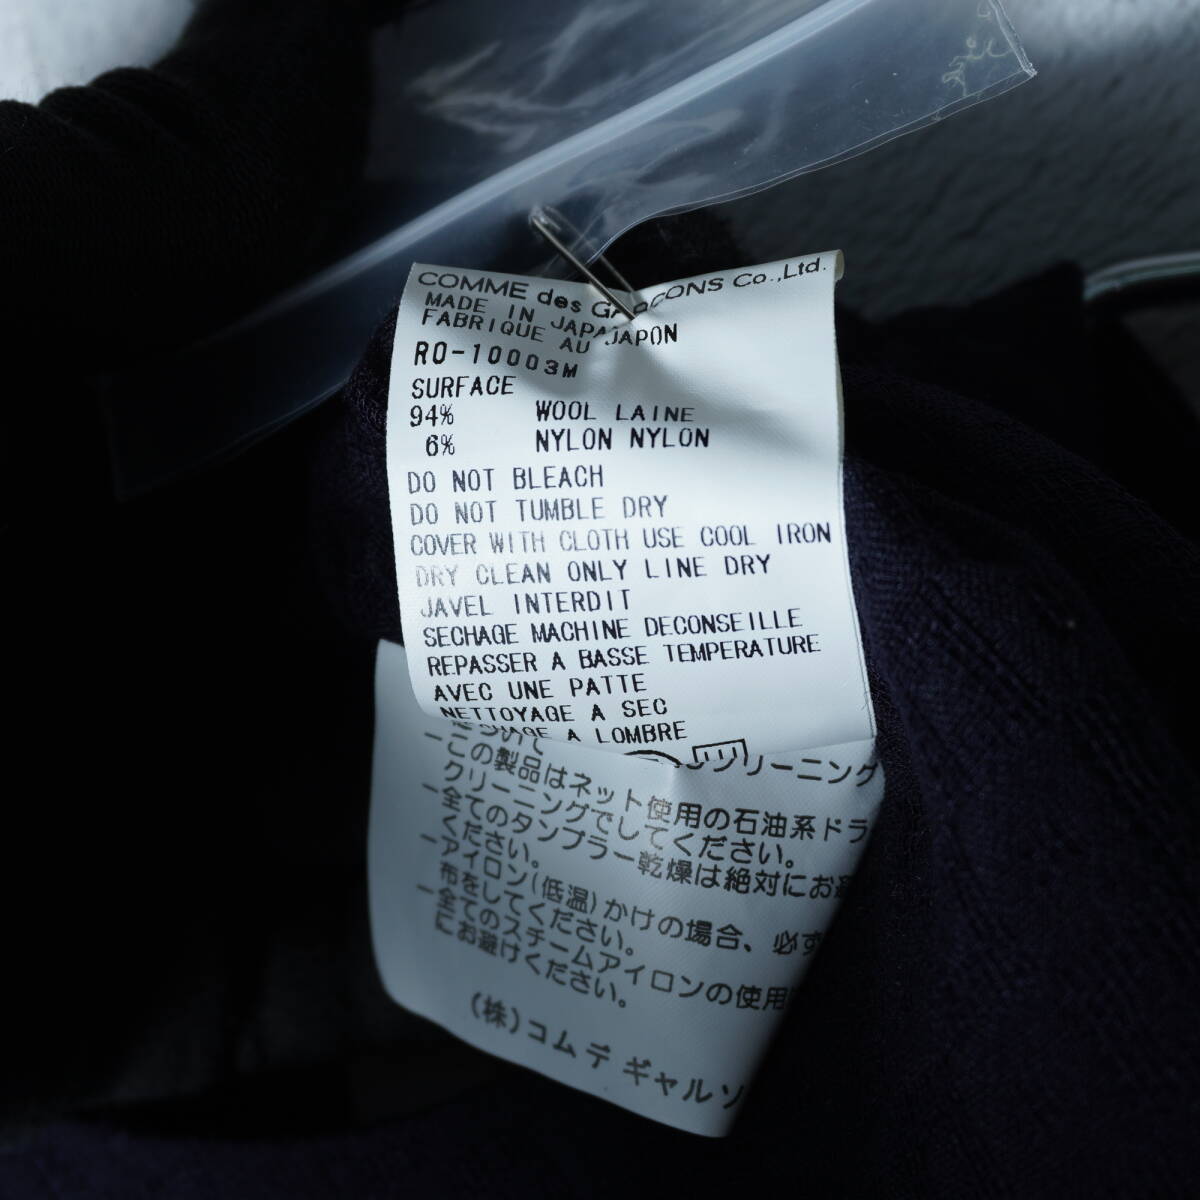 COMME des GARÇONS Co.,Ltd.
MADE IN JAPAN
FABRIQUE AU JAPON
RO-10003M
SURFACE
94% WOOL LAINE
6% NYLON NYLON
DO NOT BLEACH
DO NOT TUMBLE DRY
COVER WITH CLOTH USE COOL IRON
DRY CLEAN ONLY LINE DRY
JAVEL INTERDIT
SECHAGE MACHINE DECONSEILLE
REPASSER A BASSE TEMPERATURE
AVEC UNE PATTE
NETTOYAGE A SEC
A LOMBRE
について
ーこの製品はネット使用の石油系ドラ
クリーニングでしてください。
ー全てのタンブラー乾燥は絶対にお避
ください。
ーアイロン(低温)かけの場合、必ず
布をしてください。
ー全てのスチームアイロンの使用
にお避けください。
(株)コムデギャルソ